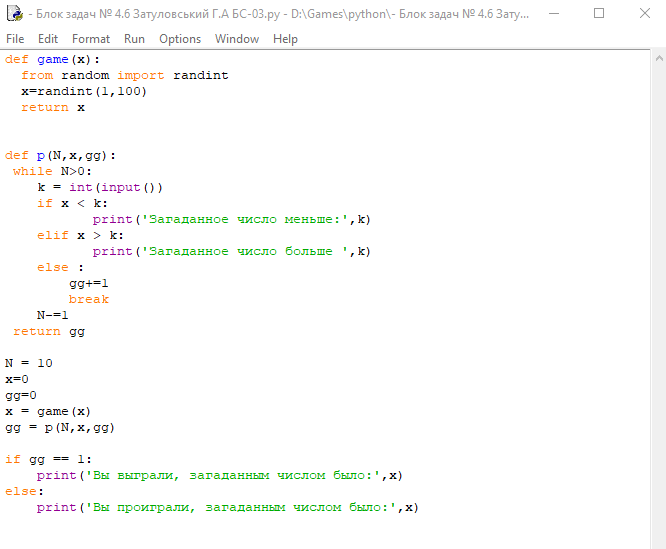 - Блок задач № 4.6 Затуловський Г.А БС-03.py - D:\Games\python\- Блок задач № 4.6 Зату...
File Edit Format Run Options Window Help
def game(x):
  from random import randint
  x=randint(1,100)
  return x
def p(N,x,gg):
 while N>0:
    k = int(input())
    if x < k:
           print('Загаданное число меньше:',k)
    elif x > k:
           print('Загаданное число больше ',k)
    else :
        gg+=1
        break
    N-=1
 return gg
N = 10
x=0
gg=0
x = game(x)
gg = p(N,x,gg)
if gg == 1:
    print('Вы выграли, загаданным числом было:',x)
else:
    print('Вы проиграли, загаданным числом было:',x)